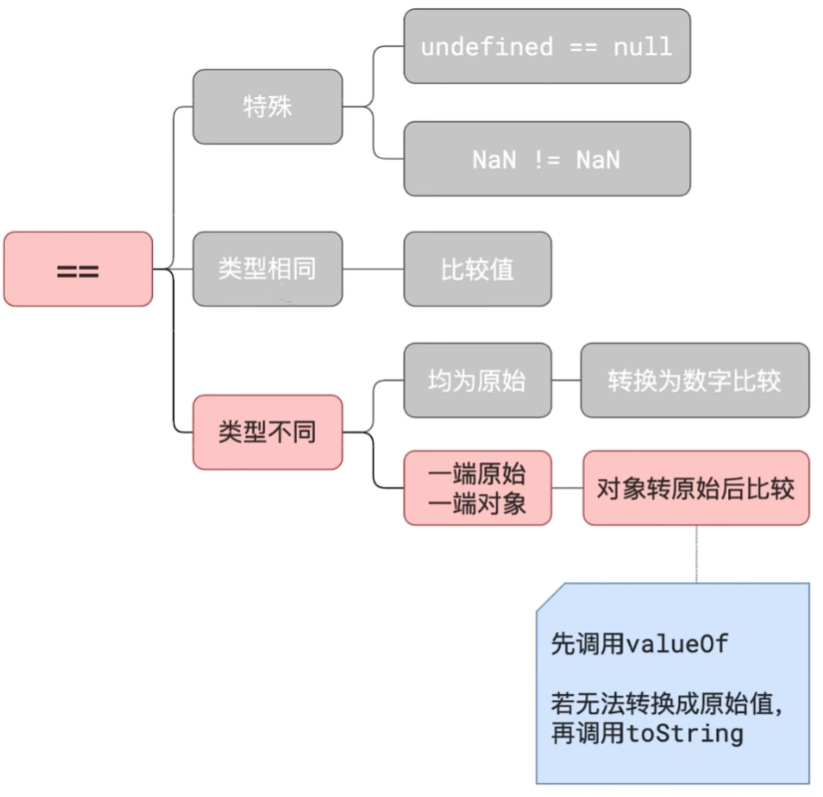 undefined == null
特殊
NaN != NaN
==
类型相同
比较值
均为原始
转换为数字比较
类型不同
一端原始
一端对象
对象转原始后比较
先调用valueOf
若无法转换成原始值,
再调用toString